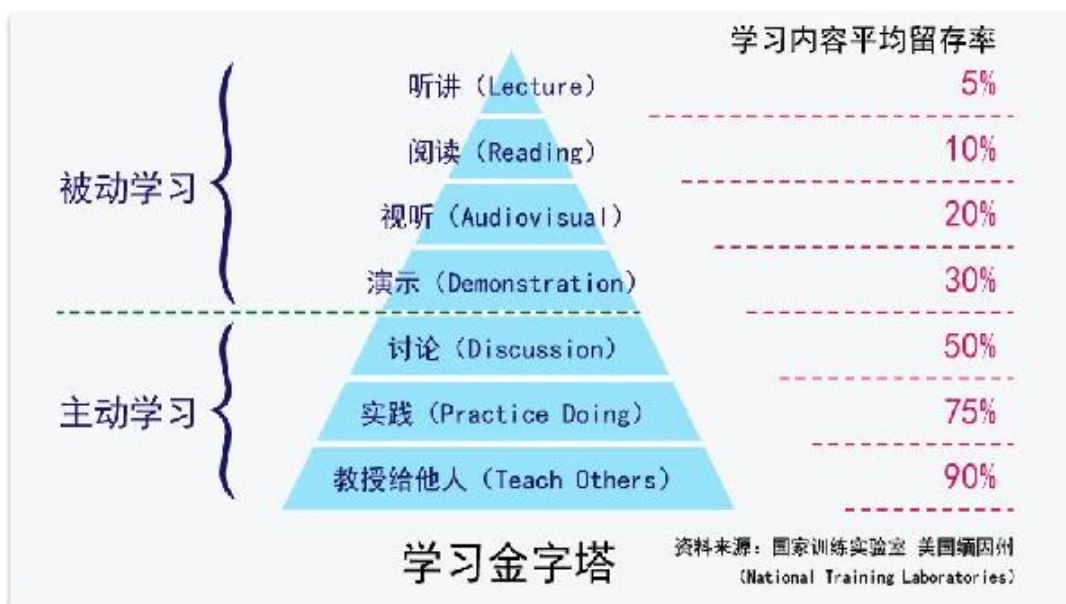 学习内容平均留存率
听讲（Lecture） 5%
阅读（Reading） 10%
被动学习
视听（Audiovisual） 20%
演示（Demonstration） 30%
讨论（Discussion） 50%
主动学习
实践（Practice Doing） 75%
教授给他人（Teach Others） 90%
学习金字塔
资料来源：国家训练实验室 美国缅因州
（National Training Laboratories）